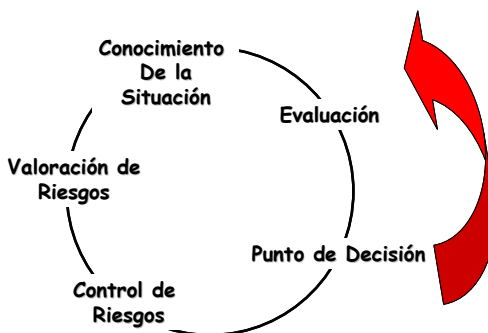 Conocimiento
De la
Situación
Evaluación
Valoración de
Riesgos
Punto de Decisión
Control de
Riesgos